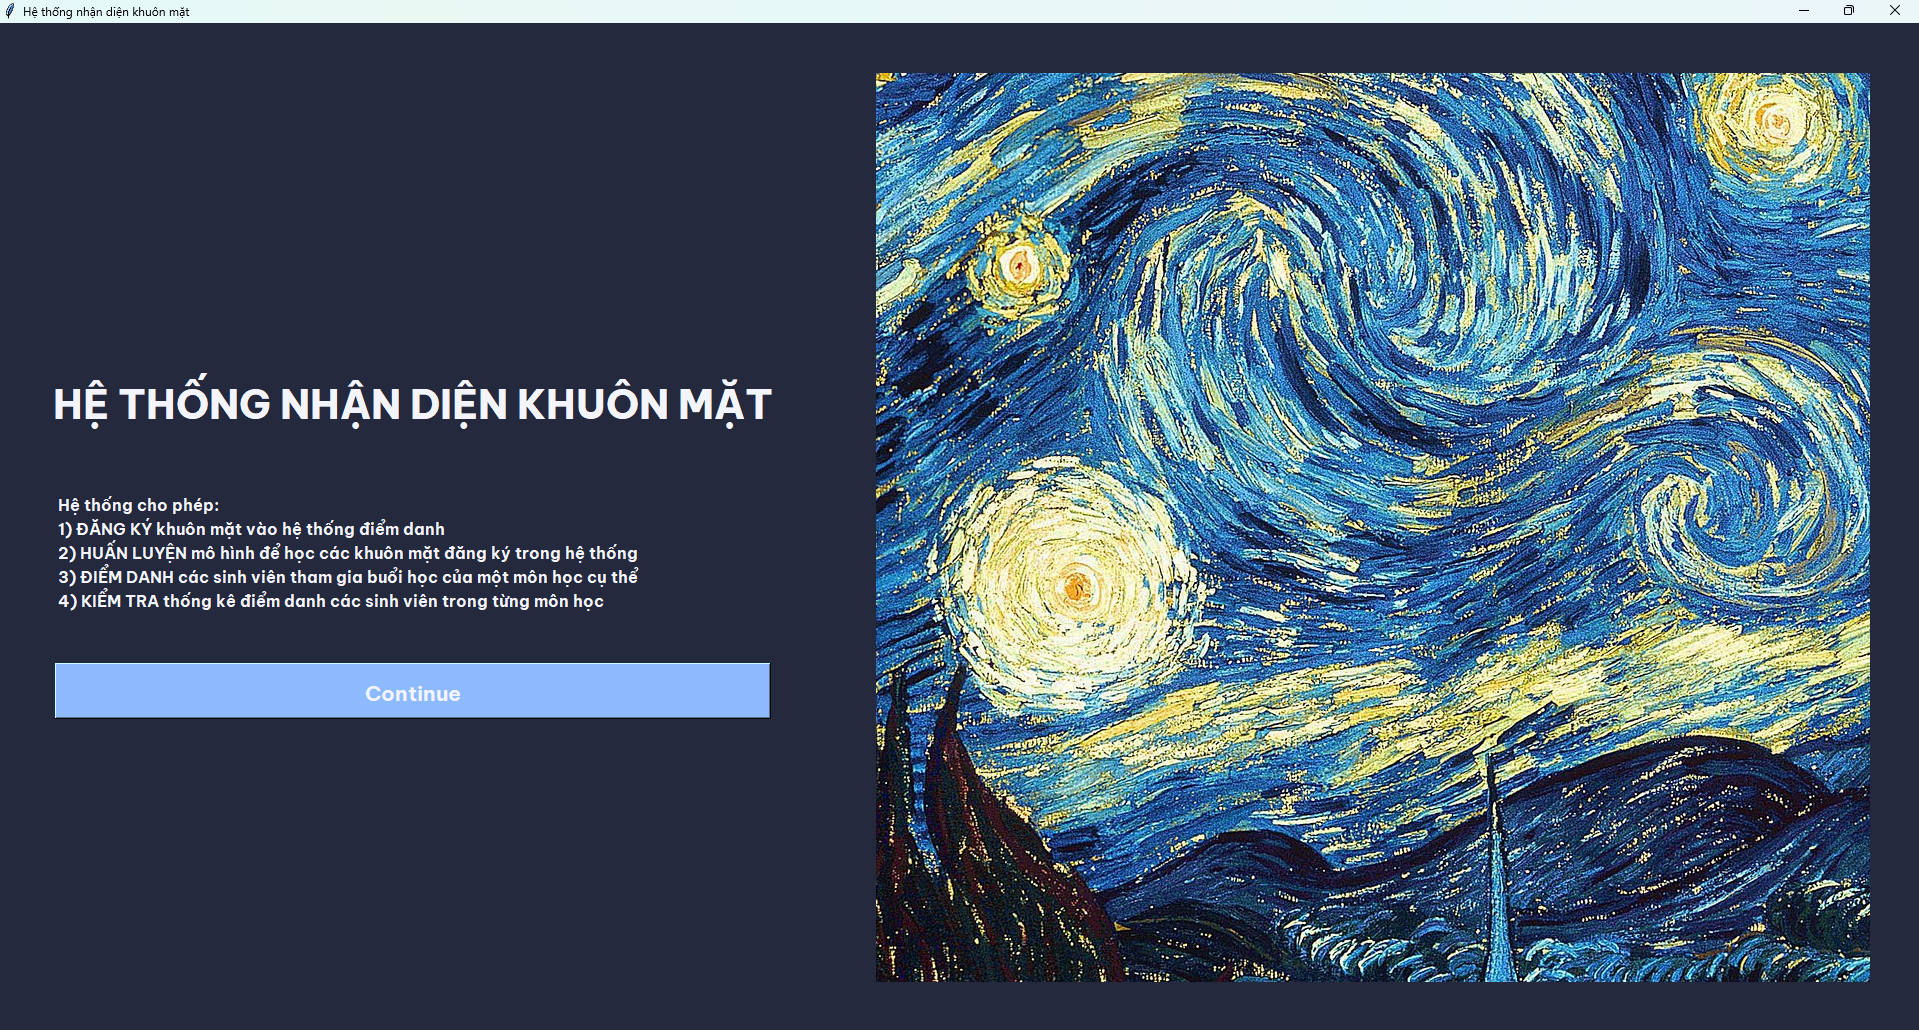 Hệ thống nhận diện khuôn mặt
HỆ THỐNG NHẬN DIỆN KHUÔN MẶT
Hệ thống cho phép:
1) ĐĂNG KÝ khuôn mặt vào hệ thống điểm danh
2) HUẤN LUYỆN mô hình để học các khuôn mặt đăng ký trong hệ thống
3) ĐIỂM DANH các sinh viên tham gia buổi học của một môn học cụ thể
4) KIỂM TRA thống kê điểm danh các sinh viên trong từng môn học
Continue